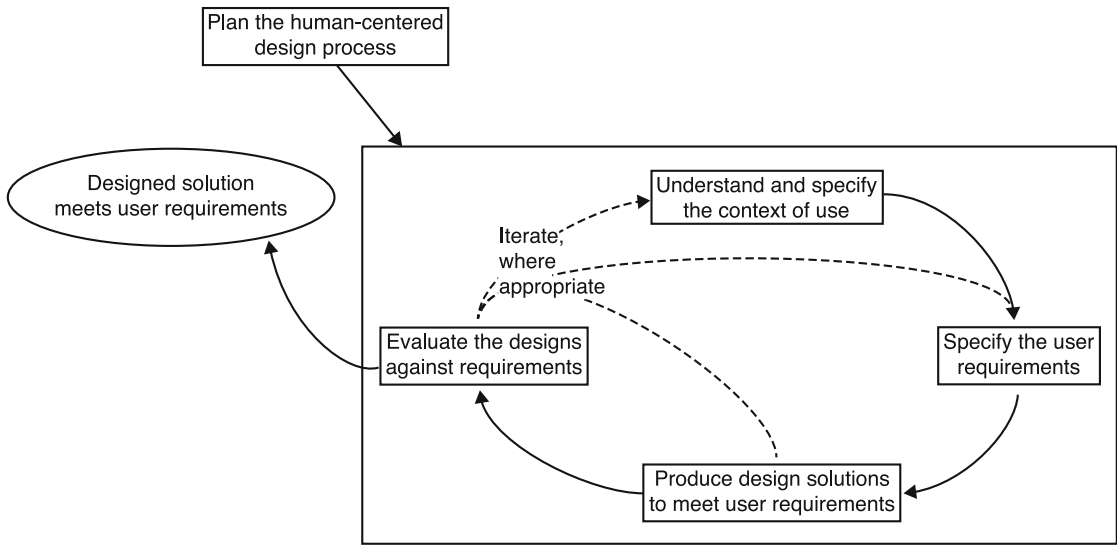 Plan the human-centered
design process
Designed solution
meets user requirements
Understand and specify
the context of use
Iterate,
where
appropriate
Evaluate the designs
against requirements
Specify the user
requirements
Produce design solutions
to meet user requirements